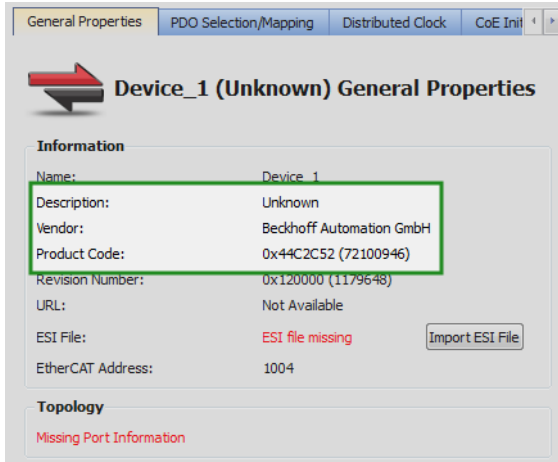 General Properties PDO Selection/Mapping Distributed Clock CoE Init
Device_1 (Unknown) General Properties
Information
Name: Device_1
Description: Unknown
Vendor: Beckhoff Automation GmbH
Product Code: 0x44C2C52 (72100946)
Revision Number: 0x120000 (1179648)
URL: Not Available
ESI File: ESI file missing Import ESI File
EtherCAT Address: 1004
Topology
Missing Port Information